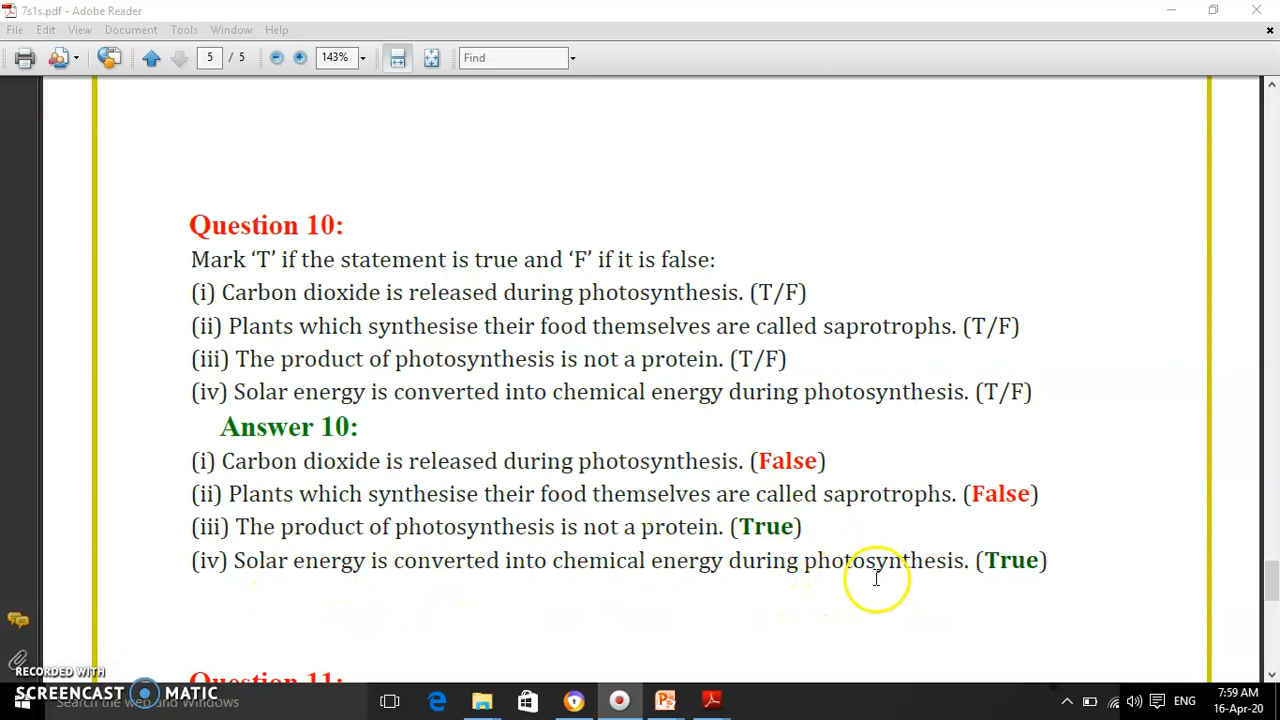 7s1s.pdf - Adobe Reader
File Edit View Document Tools Window Help
5 / 5 143% Find
Question 10:
Mark ‘T’ if the statement is true and ‘F’ if it is false:
(i) Carbon dioxide is released during photosynthesis. (T/F)
(ii) Plants which synthesise their food themselves are called saprotrophs. (T/F)
(iii) The product of photosynthesis is not a protein. (T/F)
(iv) Solar energy is converted into chemical energy during photosynthesis. (T/F)
Answer 10:
(i) Carbon dioxide is released during photosynthesis. (False)
(ii) Plants which synthesise their food themselves are called saprotrophs. (False)
(iii) The product of photosynthesis is not a protein. (True)
(iv) Solar energy is converted into chemical energy during photosynthesis. (True)
Question 11:
RECORDED WITH
SCREENCAST MATIC
Search the web and Windows
ENG
7:59 AM
16-Apr-20